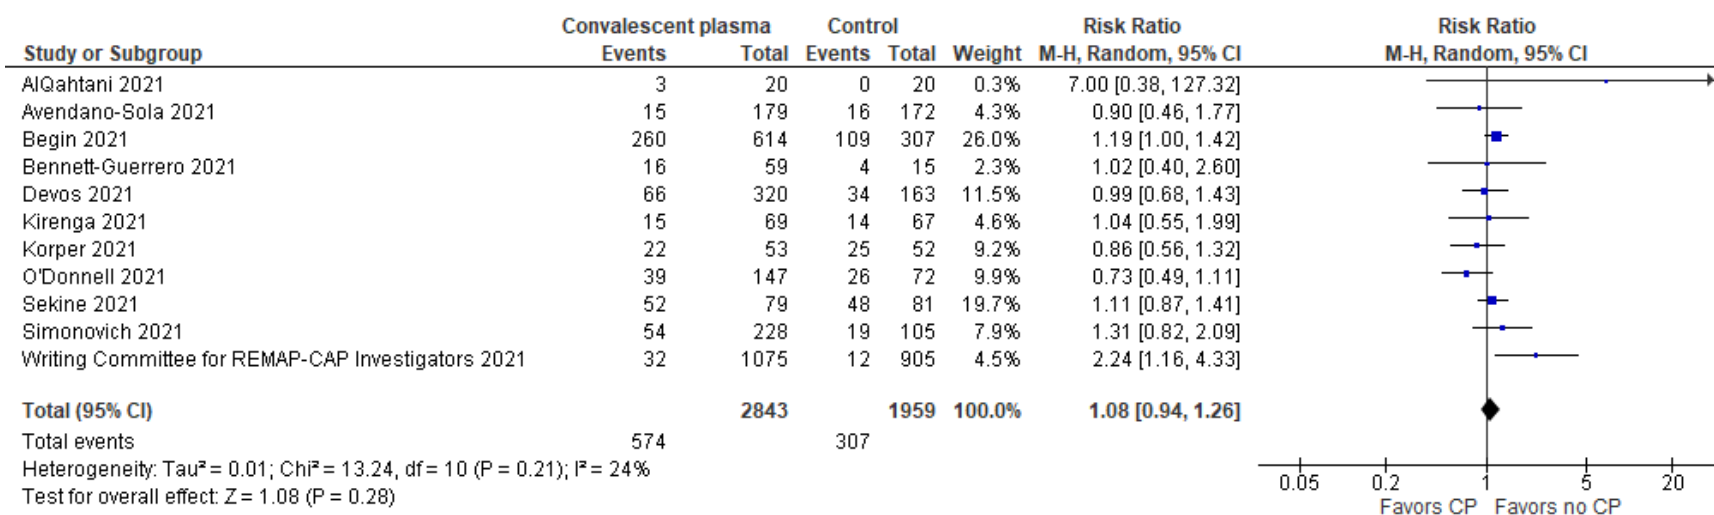 Convalescent plasma Control Risk Ratio Risk Ratio
Study or Subgroup Events Total Events Total Weight M-H, Random, 95% CI M-H, Random, 95% CI
AlQahtani 2021 3 20 0 20 0.3% 7.00 [0.38, 127.32]
Avendano-Sola 2021 15 179 16 172 4.3% 0.90 [0.46, 1.77]
Begin 2021 260 614 109 307 26.0% 1.19 [1.00, 1.42]
Bennett-Guerrero 2021 16 59 4 15 2.3% 1.02 [0.40, 2.60]
Devos 2021 66 320 34 163 11.5% 0.99 [0.68, 1.43]
Kirenga 2021 15 69 14 67 4.6% 1.04 [0.55, 1.99]
Korper 2021 22 53 25 52 9.2% 0.86 [0.56, 1.32]
O'Donnell 2021 39 147 26 72 9.9% 0.73 [0.49, 1.11]
Sekine 2021 52 79 48 81 19.7% 1.11 [0.87, 1.41]
Simonovich 2021 54 228 19 105 7.9% 1.31 [0.82, 2.09]
Writing Committee for REMAP-CAP Investigators 2021 32 1075 12 905 4.5% 2.24 [1.16, 4.33]
Total (95% CI) 2843 1959 100.0% 1.08 [0.94, 1.26]
Total events 574 307
Heterogeneity: Tau² = 0.01; Chi² = 13.24, df = 10 (P = 0.21); I² = 24%
Test for overall effect: Z = 1.08 (P = 0.28)
0.05 0.2 1 5 20
Favors CP Favors no CP